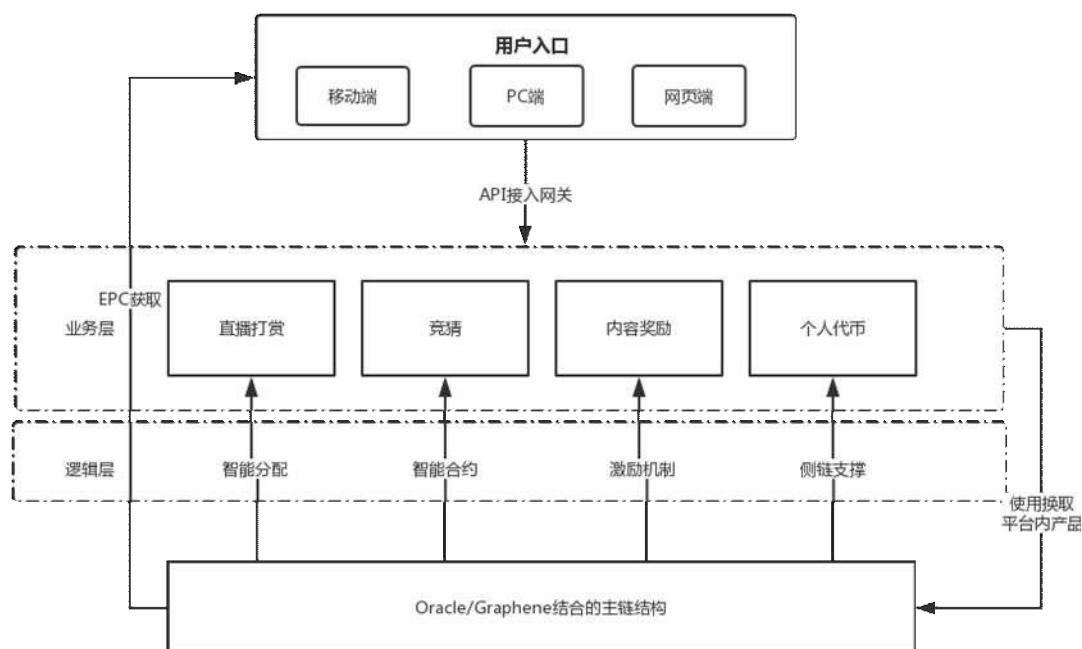 用户入口
移动端
PC端
网页端
API接入网关
EPC获取
业务层
直播打赏
竞猜
内容奖励
个人代币
逻辑层
智能分配
智能合约
激励机制
侧链支撑
使用换取
平台内产品
Oracle/Graphene结合的主链结构